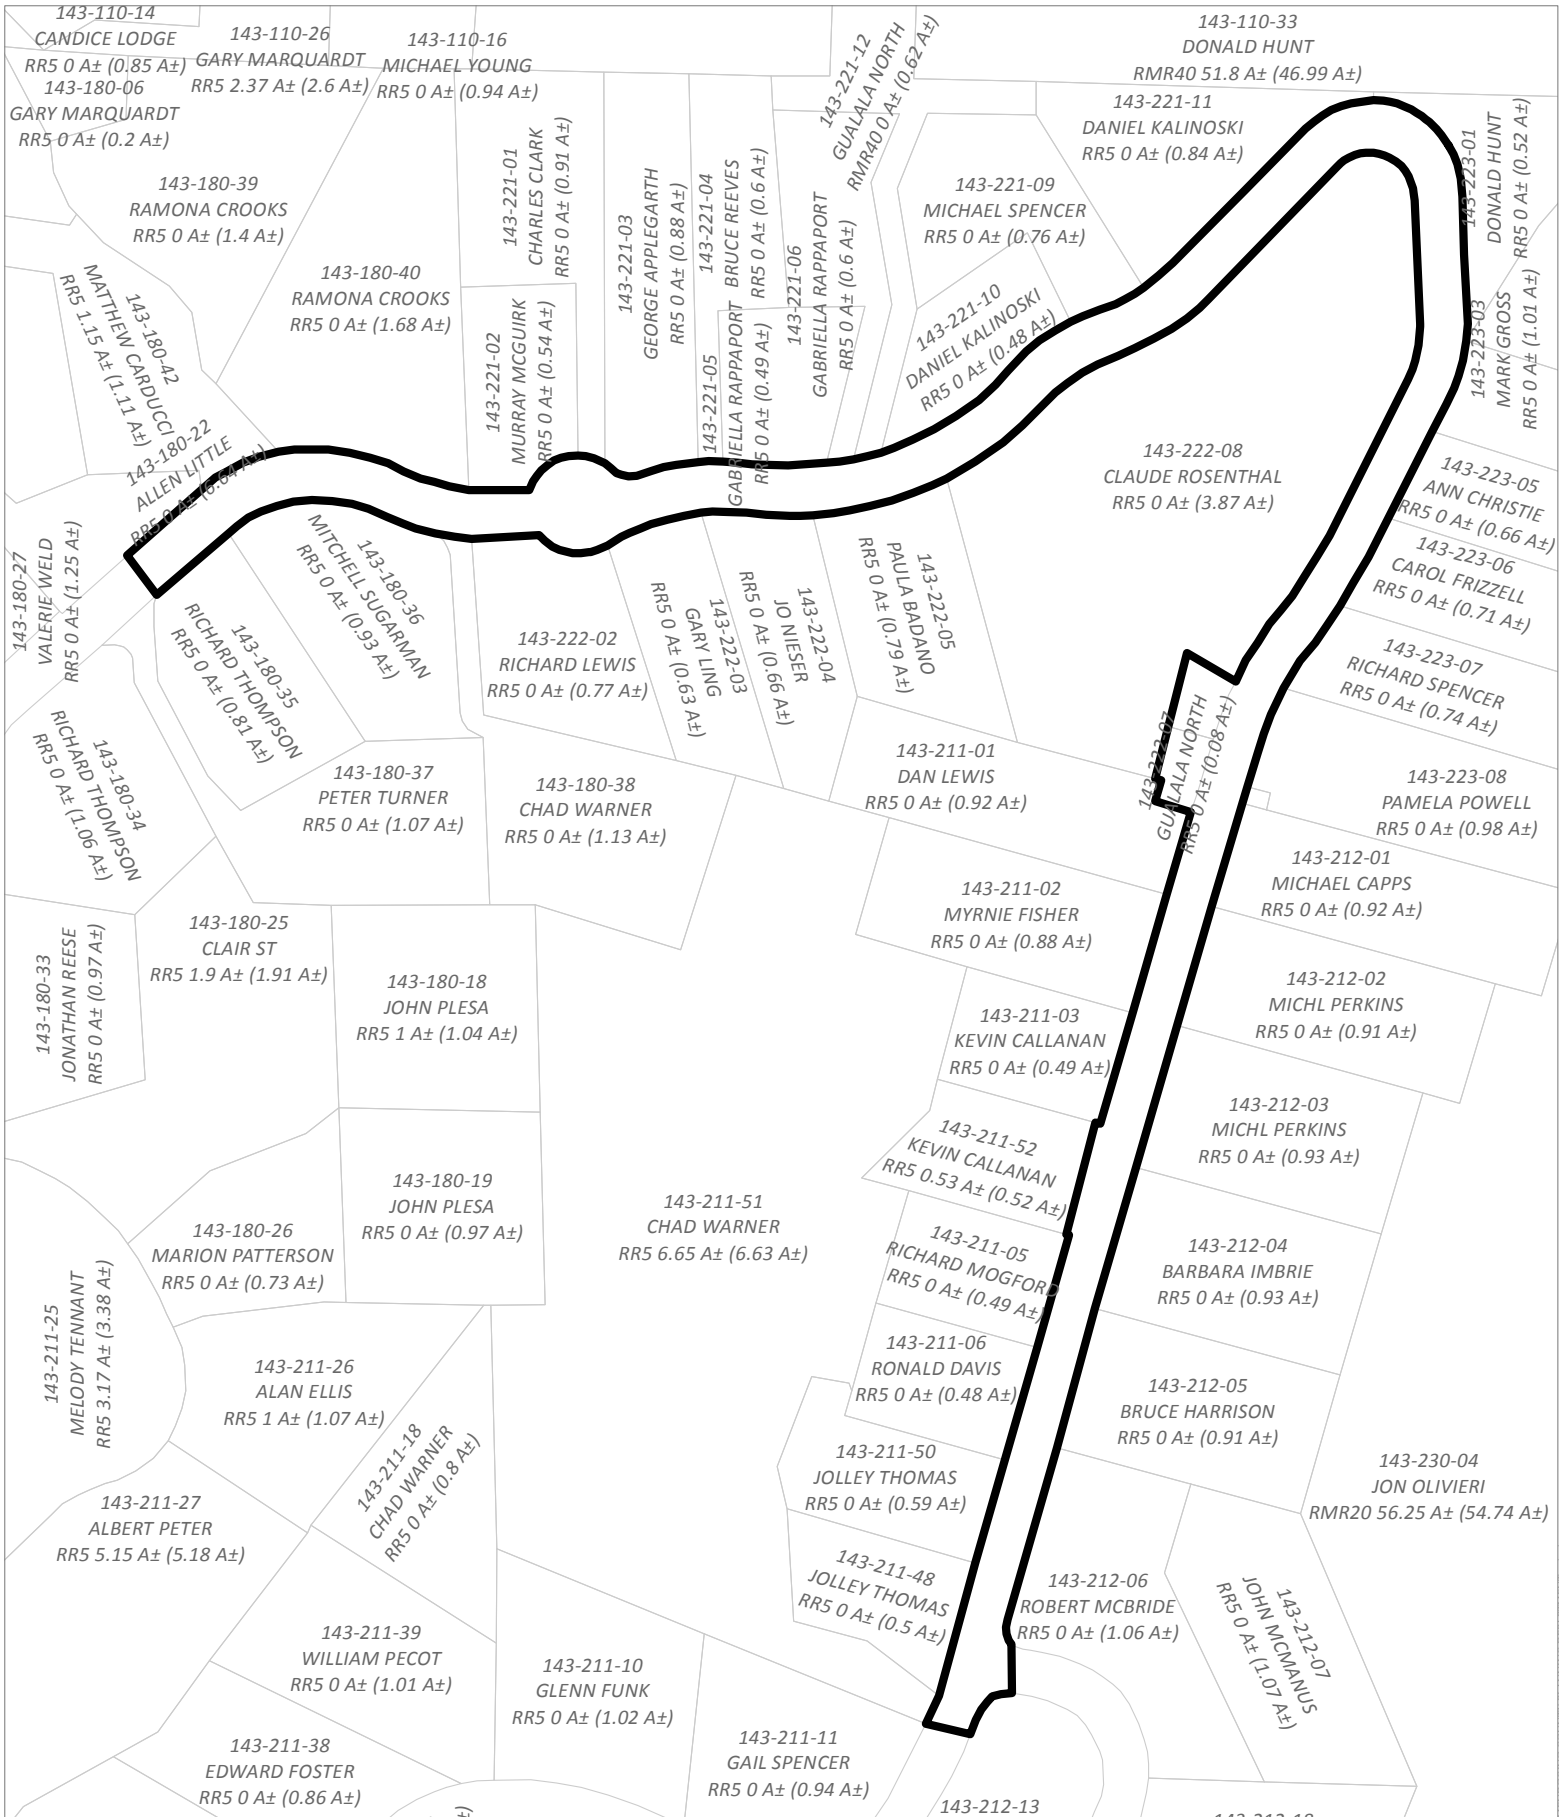 143-110-14
CANDICE LODGE
RR5 0 A± (0.85 A±)
143-110-26
GARY MARQUARDT
RR5 2.37 A± (2.6 A±)
143-110-16
MICHAEL YOUNG
RR5 0 A± (0.94 A±)
143-221-12
GUALALA NORTH
RMR40 0 A± (0.62 A±)
143-110-33
DONALD HUNT
RMR40 51.8 A± (46.99 A±)
143-180-06
GARY MARQUARDT
RR5 0 A± (0.2 A±)
143-221-11
DANIEL KALINOSKI
RR5 0 A± (0.84 A±)
143-223-01
DONALD HUNT
RR5 0 A± (0.52 A±)
143-180-39
RAMONA CROOKS
RR5 0 A± (1.4 A±)
143-221-01
CHARLES CLARK
RR5 0 A± (0.91 A±)
143-221-03
GEORGE APPLEGARTH
RR5 0 A± (0.88 A±)
143-221-04
BRUCE REEVES
RR5 0 A± (0.6 A±)
143-221-06
GABRIELLA RAPPAPORT
RR5 0 A± (0.6 A±)
143-221-09
MICHAEL SPENCER
RR5 0 A± (0.76 A±)
143-180-40
RAMONA CROOKS
RR5 0 A± (1.68 A±)
143-180-42
MATTHEW CARDUCCI
RR5 1.15 A± (1.11 A±)
143-221-02
MURRAY MCGUIRK
RR5 0 A± (0.54 A±)
143-221-05
GABRIELLA RAPPAPORT
RR5 0 A± (0.49 A±)
143-221-10
DANIEL KALINOSKI
RR5 0 A± (0.48 A±)
143-223-03
MARK GROSS
RR5 0 A± (1.01 A±)
143-180-22
ALLEN LITTLE
RR5 0 A± (6.64 A±)
143-222-08
CLAUDE ROSENTHAL
RR5 0 A± (3.87 A±)
143-223-05
ANN CHRISTIE
RR5 0 A± (0.66 A±)
143-180-27
VALERIE WELD
RR5 0 A± (1.25 A±)
143-180-36
MITCHELL SUGARMAN
RR5 0 A± (0.93 A±)
143-223-06
CAROL FRIZZELL
RR5 0 A± (0.71 A±)
143-180-35
RICHARD THOMPSON
RR5 0 A± (0.81 A±)
143-222-02
RICHARD LEWIS
RR5 0 A± (0.77 A±)
143-222-03
GARY LING
RR5 0 A± (0.63 A±)
143-222-04
JO NIESER
RR5 0 A± (0.66 A±)
143-222-05
PAULA BADANO
RR5 0 A± (0.79 A±)
143-223-07
RICHARD SPENCER
RR5 0 A± (0.74 A±)
143-222-07
GUALALA NORTH
RR5 0 A± (0.08 A±)
143-180-34
RICHARD THOMPSON
RR5 0 A± (1.06 A±)
143-180-37
PETER TURNER
RR5 0 A± (1.07 A±)
143-180-38
CHAD WARNER
RR5 0 A± (1.13 A±)
143-211-01
DAN LEWIS
RR5 0 A± (0.92 A±)
143-223-08
PAMELA POWELL
RR5 0 A± (0.98 A±)
143-212-01
MICHAEL CAPPS
RR5 0 A± (0.92 A±)
143-211-02
MYRNIE FISHER
RR5 0 A± (0.88 A±)
143-180-33
JONATHAN REESE
RR5 0 A± (0.97 A±)
143-180-25
CLAIR ST
RR5 1.9 A± (1.91 A±)
143-180-18
JOHN PLESA
RR5 1 A± (1.04 A±)
143-211-03
KEVIN CALLANAN
RR5 0 A± (0.49 A±)
143-212-02
MICHL PERKINS
RR5 0 A± (0.91 A±)
143-212-03
MICHL PERKINS
RR5 0 A± (0.93 A±)
143-211-52
KEVIN CALLANAN
RR5 0.53 A± (0.52 A±)
143-180-19
JOHN PLESA
RR5 0 A± (0.97 A±)
143-211-51
CHAD WARNER
RR5 6.65 A± (6.63 A±)
143-180-26
MARION PATTERSON
RR5 0 A± (0.73 A±)
143-211-05
RICHARD MOGFORD
RR5 0 A± (0.49 A±)
143-212-04
BARBARA IMBRIE
RR5 0 A± (0.93 A±)
143-211-25
MELODY TENNANT
RR5 3.17 A± (3.38 A±)
143-211-26
ALAN ELLIS
RR5 1 A± (1.07 A±)
143-211-06
RONALD DAVIS
RR5 0 A± (0.48 A±)
143-212-05
BRUCE HARRISON
RR5 0 A± (0.91 A±)
143-211-18
CHAD WARNER
RR5 0 A± (0.8 A±)
143-211-50
JOLLEY THOMAS
RR5 0 A± (0.59 A±)
143-230-04
JON OLIVIERI
RMR20 56.25 A± (54.74 A±)
143-211-27
ALBERT PETER
RR5 5.15 A± (5.18 A±)
143-211-48
JOLLEY THOMAS
RR5 0 A± (0.5 A±)
143-212-06
ROBERT MCBRIDE
RR5 0 A± (1.06 A±)
143-212-07
JOHN MCMANUS
RR5 0 A± (1.07 A±)
143-211-39
WILLIAM PECOT
RR5 0 A± (1.01 A±)
143-211-10
GLENN FUNK
RR5 0 A± (1.02 A±)
143-211-38
EDWARD FOSTER
RR5 0 A± (0.86 A±)
143-211-11
GAIL SPENCER
RR5 0 A± (0.94 A±)
143-212-13